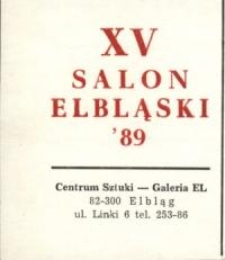 XV
SALON
ELBLĄSKI
'89
Centrum Sztuki — Galeria EL
82-300 Elbląg
ul. Linki 6 tel. 253-86